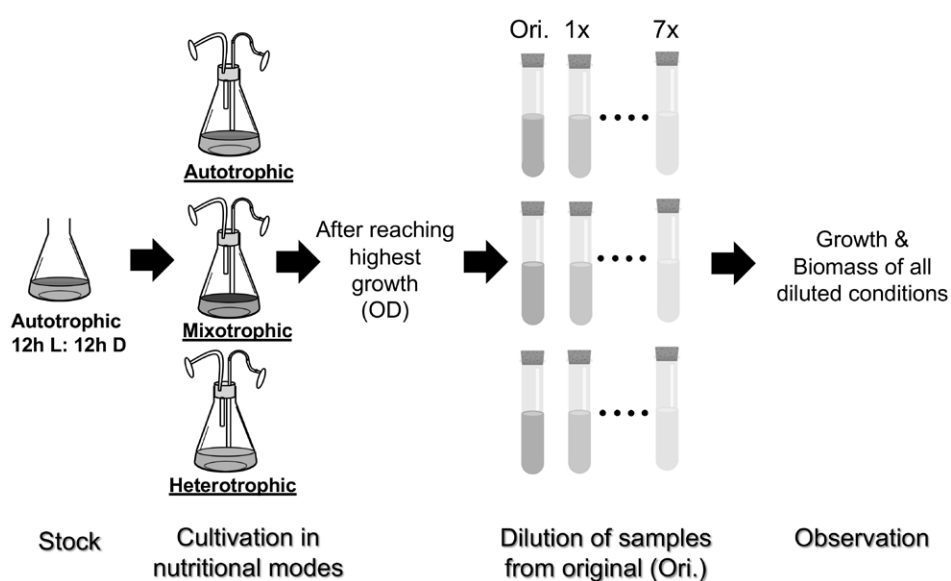 Ori. 1x 7x
Autotrophic
Autotrophic
12h L: 12h D
Mixotrophic
Heterotrophic
After reaching
highest
growth
(OD)
Growth &
Biomass of all
diluted conditions
Stock
Cultivation in
nutritional modes
Dilution of samples
from original (Ori.)
Observation